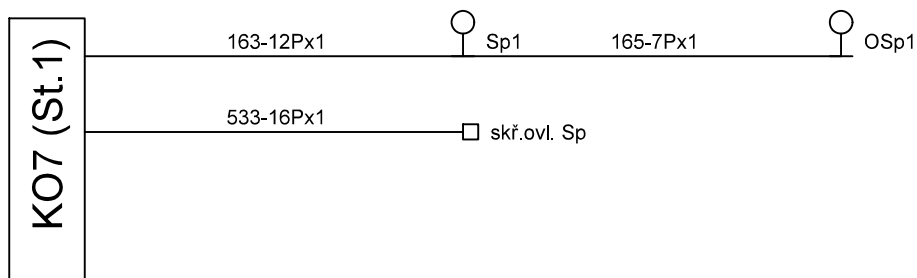 KO7 (St.1)
163-12Px1
Sp1
165-7Px1
OSp1
533-16Px1
skř.ovl. Sp